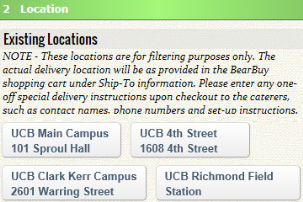 2 Location
Existing Locations
NOTE - These locations are for filtering purposes only. The
actual delivery location will be as provided in the BearBuy
shopping cart under Ship-To information. Please enter any one-
off special delivery instructions upon checkout to the caterers,
such as contact names, phone numbers and set-up instructions.
UCB Main Campus
101 Sproul Hall
UCB 4th Street
1608 4th Street
UCB Clark Kerr Campus
2601 Warring Street
UCB Richmond Field
Station